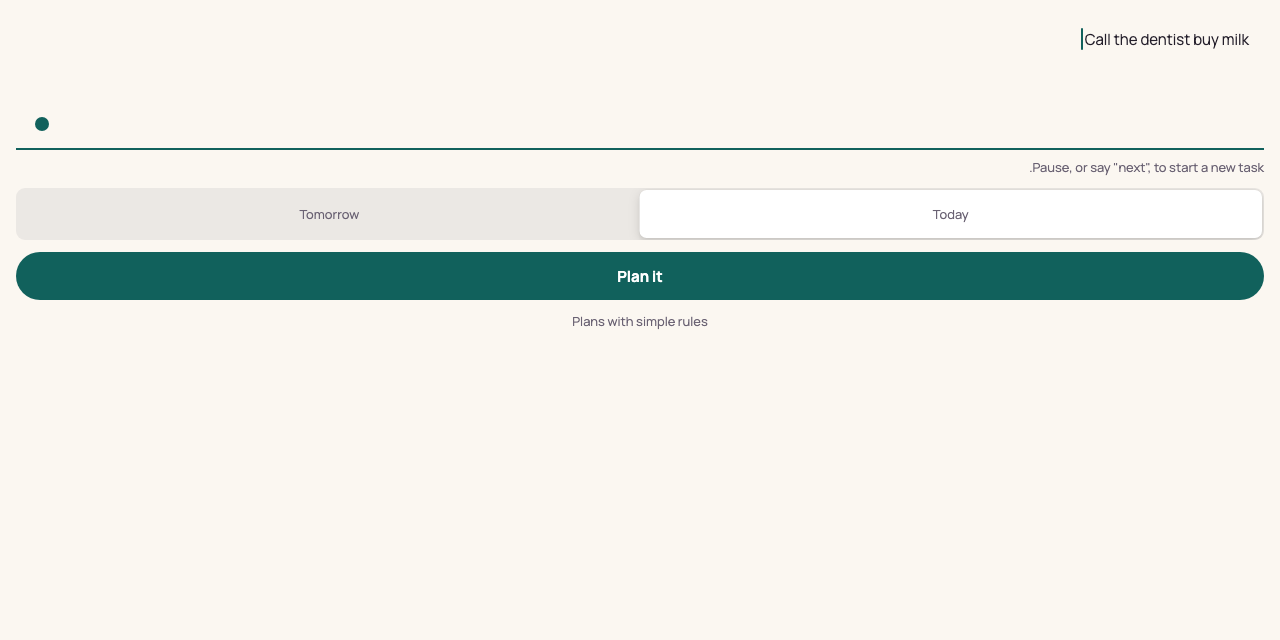 Call the dentist buy milk
.Pause, or say "next", to start a new task
Today
Tomorrow
Plan it
Plans with simple rules